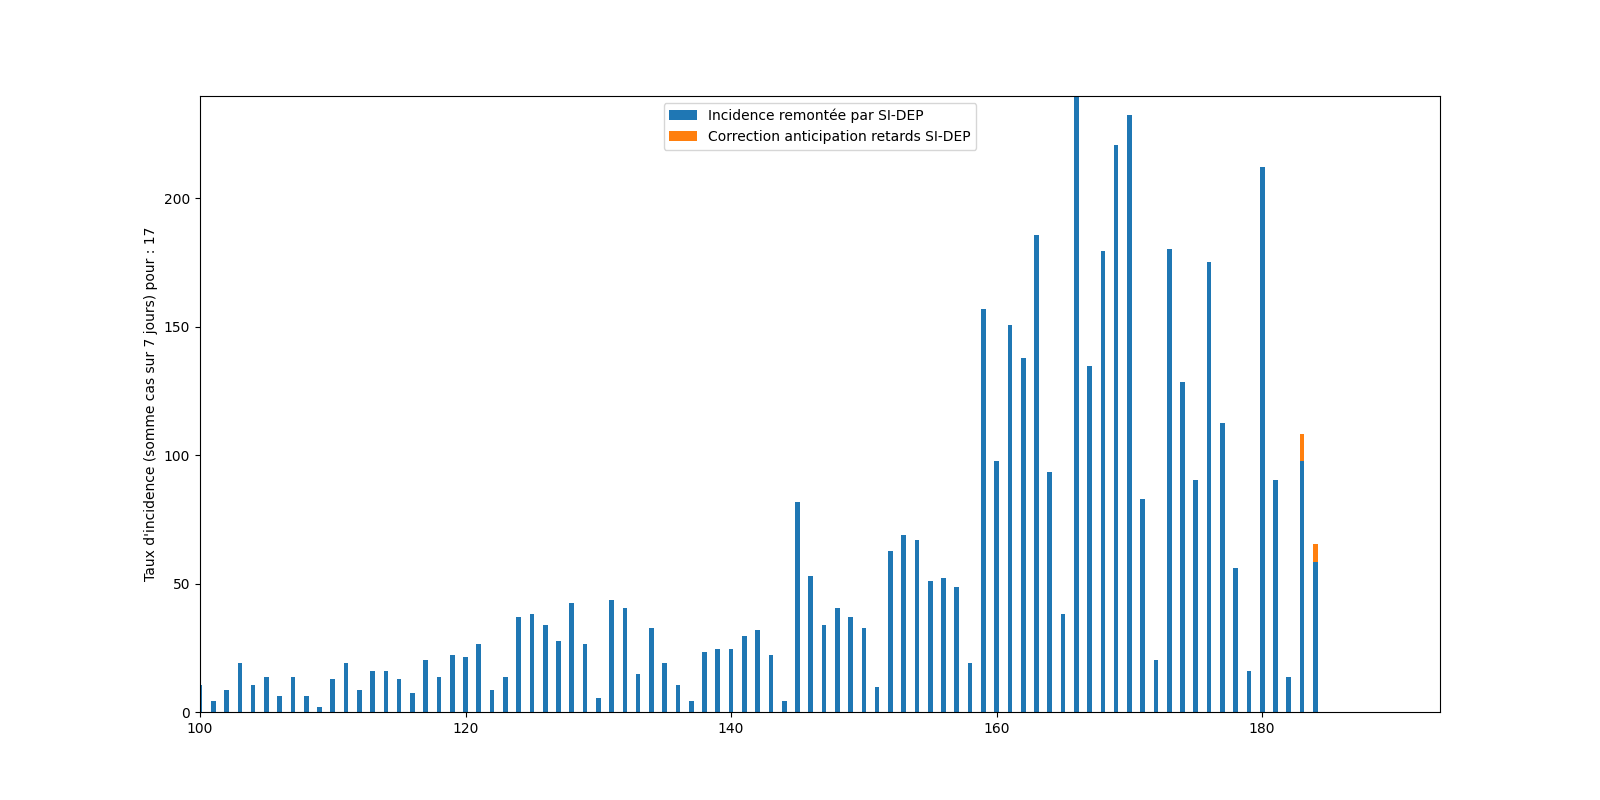 Incidence remontée par SI-DEP
Correction anticipation retards SI-DEP
Taux d'incidence (somme cas sur 7 jours) pour : 17
200
150
100
50
0
100 120 140 160 180